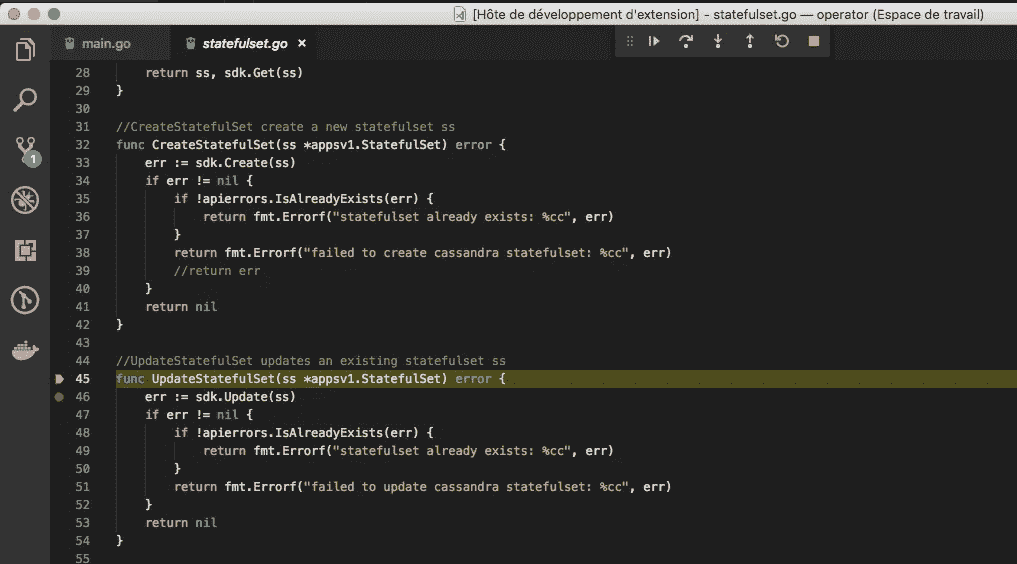 [Hôte de développement d'extension] - statefulset.go — operator (Espace de travail)
main.go statefulset.go ×
28 return ss, sdk.Get(ss)
29 }
30
31 //CreateStatefulSet create a new statefulset ss
32 func CreateStatefulSet(ss *appsv1.StatefulSet) error {
33 err := sdk.Create(ss)
34 if err != nil {
35 if !apierrors.IsAlreadyExists(err) {
36 return fmt.Errorf("statefulset already exists: %cc", err)
37 }
38 return fmt.Errorf("failed to create cassandra statefulset: %cc", err)
39 //return err
40 }
41 return nil
42 }
43
44 //UpdateStatefulSet updates an existing statefulset ss
45 func UpdateStatefulSet(ss *appsv1.StatefulSet) error {
46 err := sdk.Update(ss)
47 if err != nil {
48 if !apierrors.IsAlreadyExists(err) {
49 return fmt.Errorf("statefulset already exists: %cc", err)
50 }
51 return fmt.Errorf("failed to update cassandra statefulset: %cc", err)
52 }
53 return nil
54 }
55
1